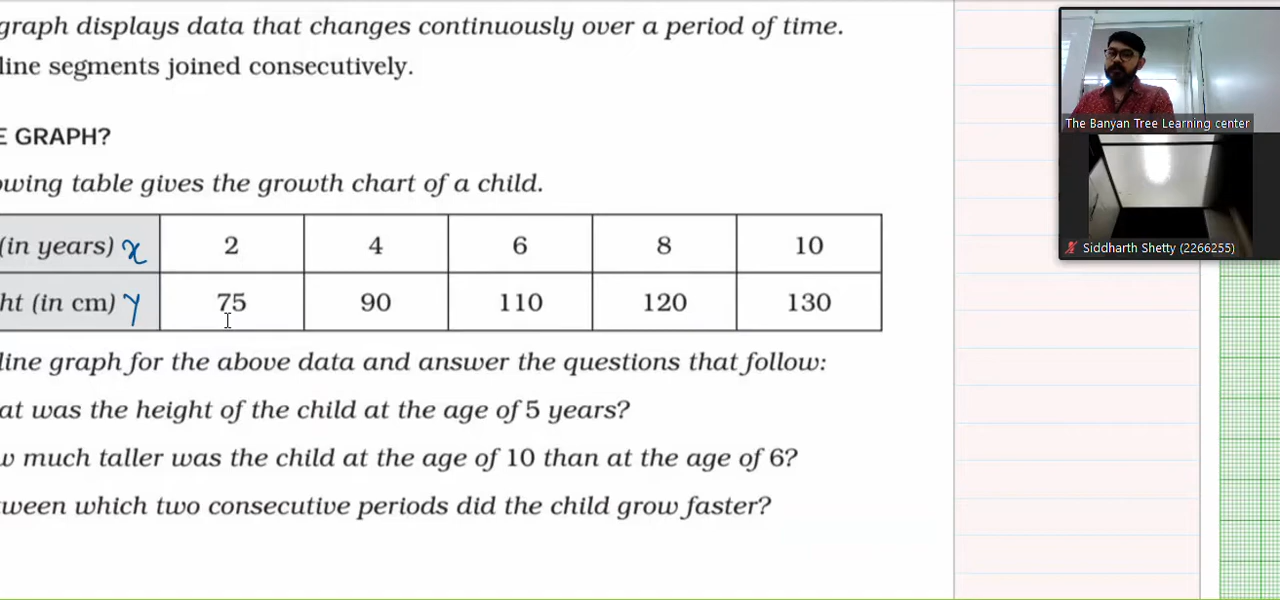 graph displays data that changes continuously over a period of time.
line segments joined consecutively.
E GRAPH?
owing table gives the growth chart of a child.
(in years) x 2 4 6 8 10
ht (in cm) y 75 90 110 120 130
line graph for the above data and answer the questions that follow:
at was the height of the child at the age of 5 years?
w much taller was the child at the age of 10 than at the age of 6?
tween which two consecutive periods did the child grow faster?
The Banyan Tree Learning center
Siddharth Shetty (2266255)